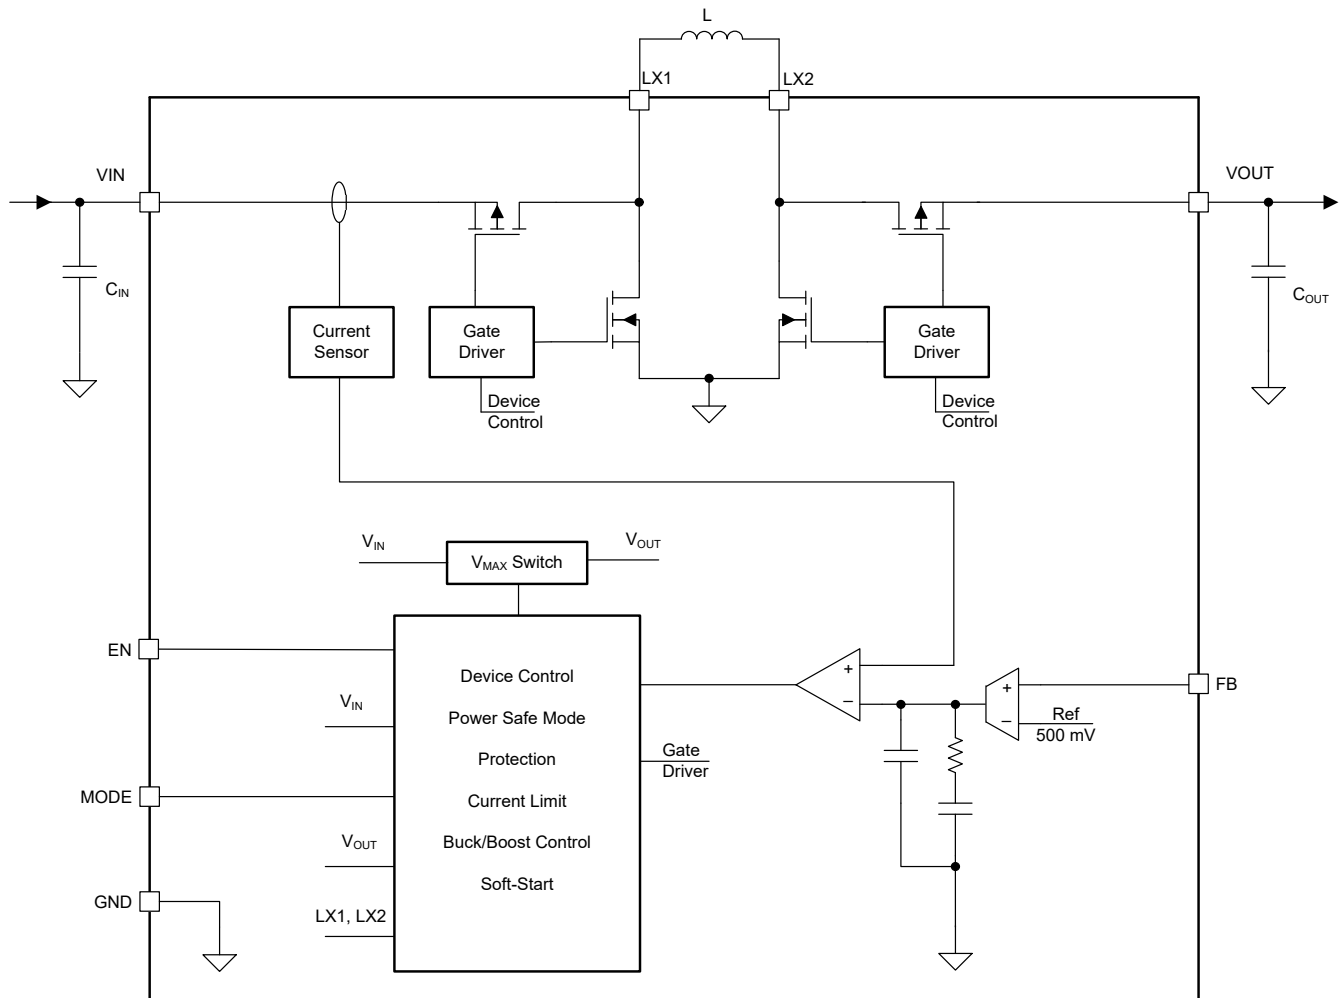 L
LX1
LX2
VIN
VOUT
CIN
COUT
Current
Sensor
Gate
Driver
Gate
Driver
Device
Control
Device
Control
VIN
VMAX Switch
VOUT
EN
VIN
MODE
VOUT
GND
LX1, LX2
Device Control
Power Safe Mode
Protection
Current Limit
Buck/Boost Control
Soft-Start
Gate
Driver
+
−
+
−
Ref
500 mV
FB